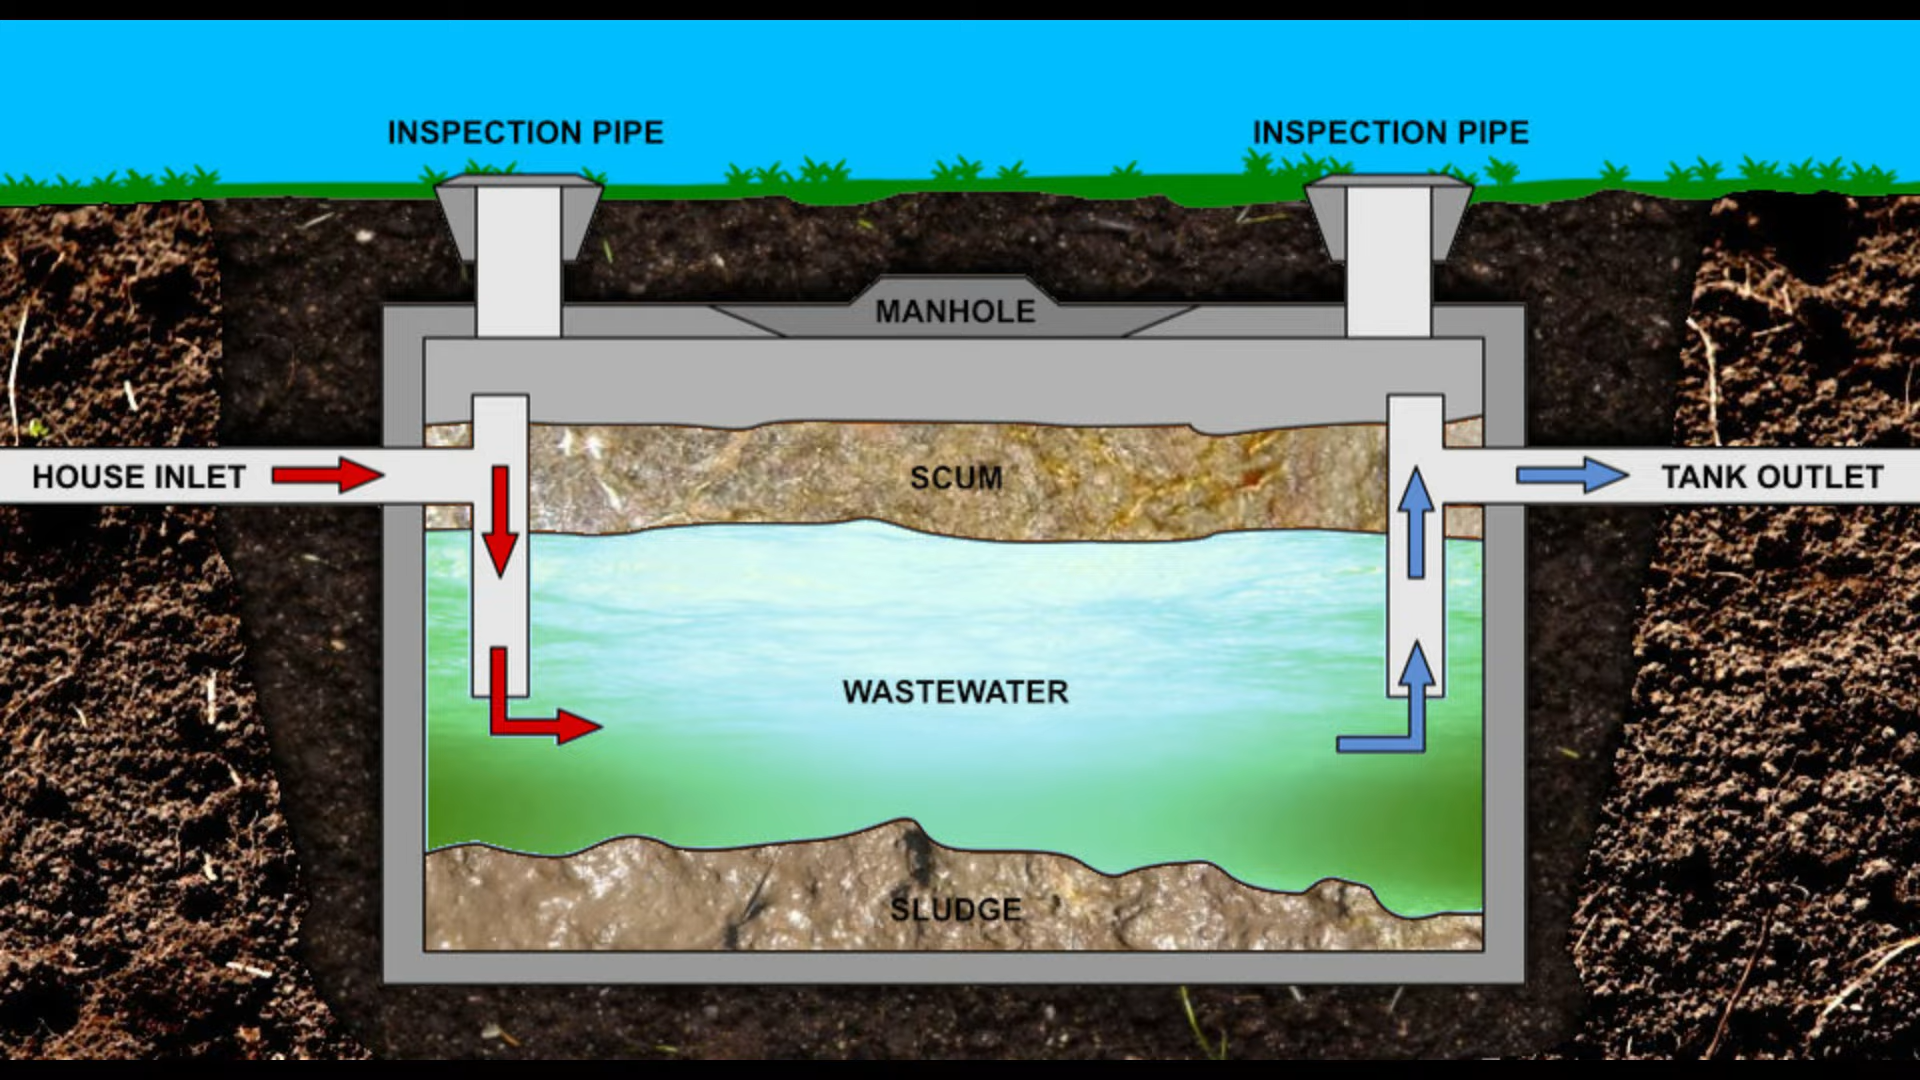 INSPECTION PIPE
INSPECTION PIPE
MANHOLE
HOUSE INLET
SCUM
TANK OUTLET
WASTEWATER
SLUDGE